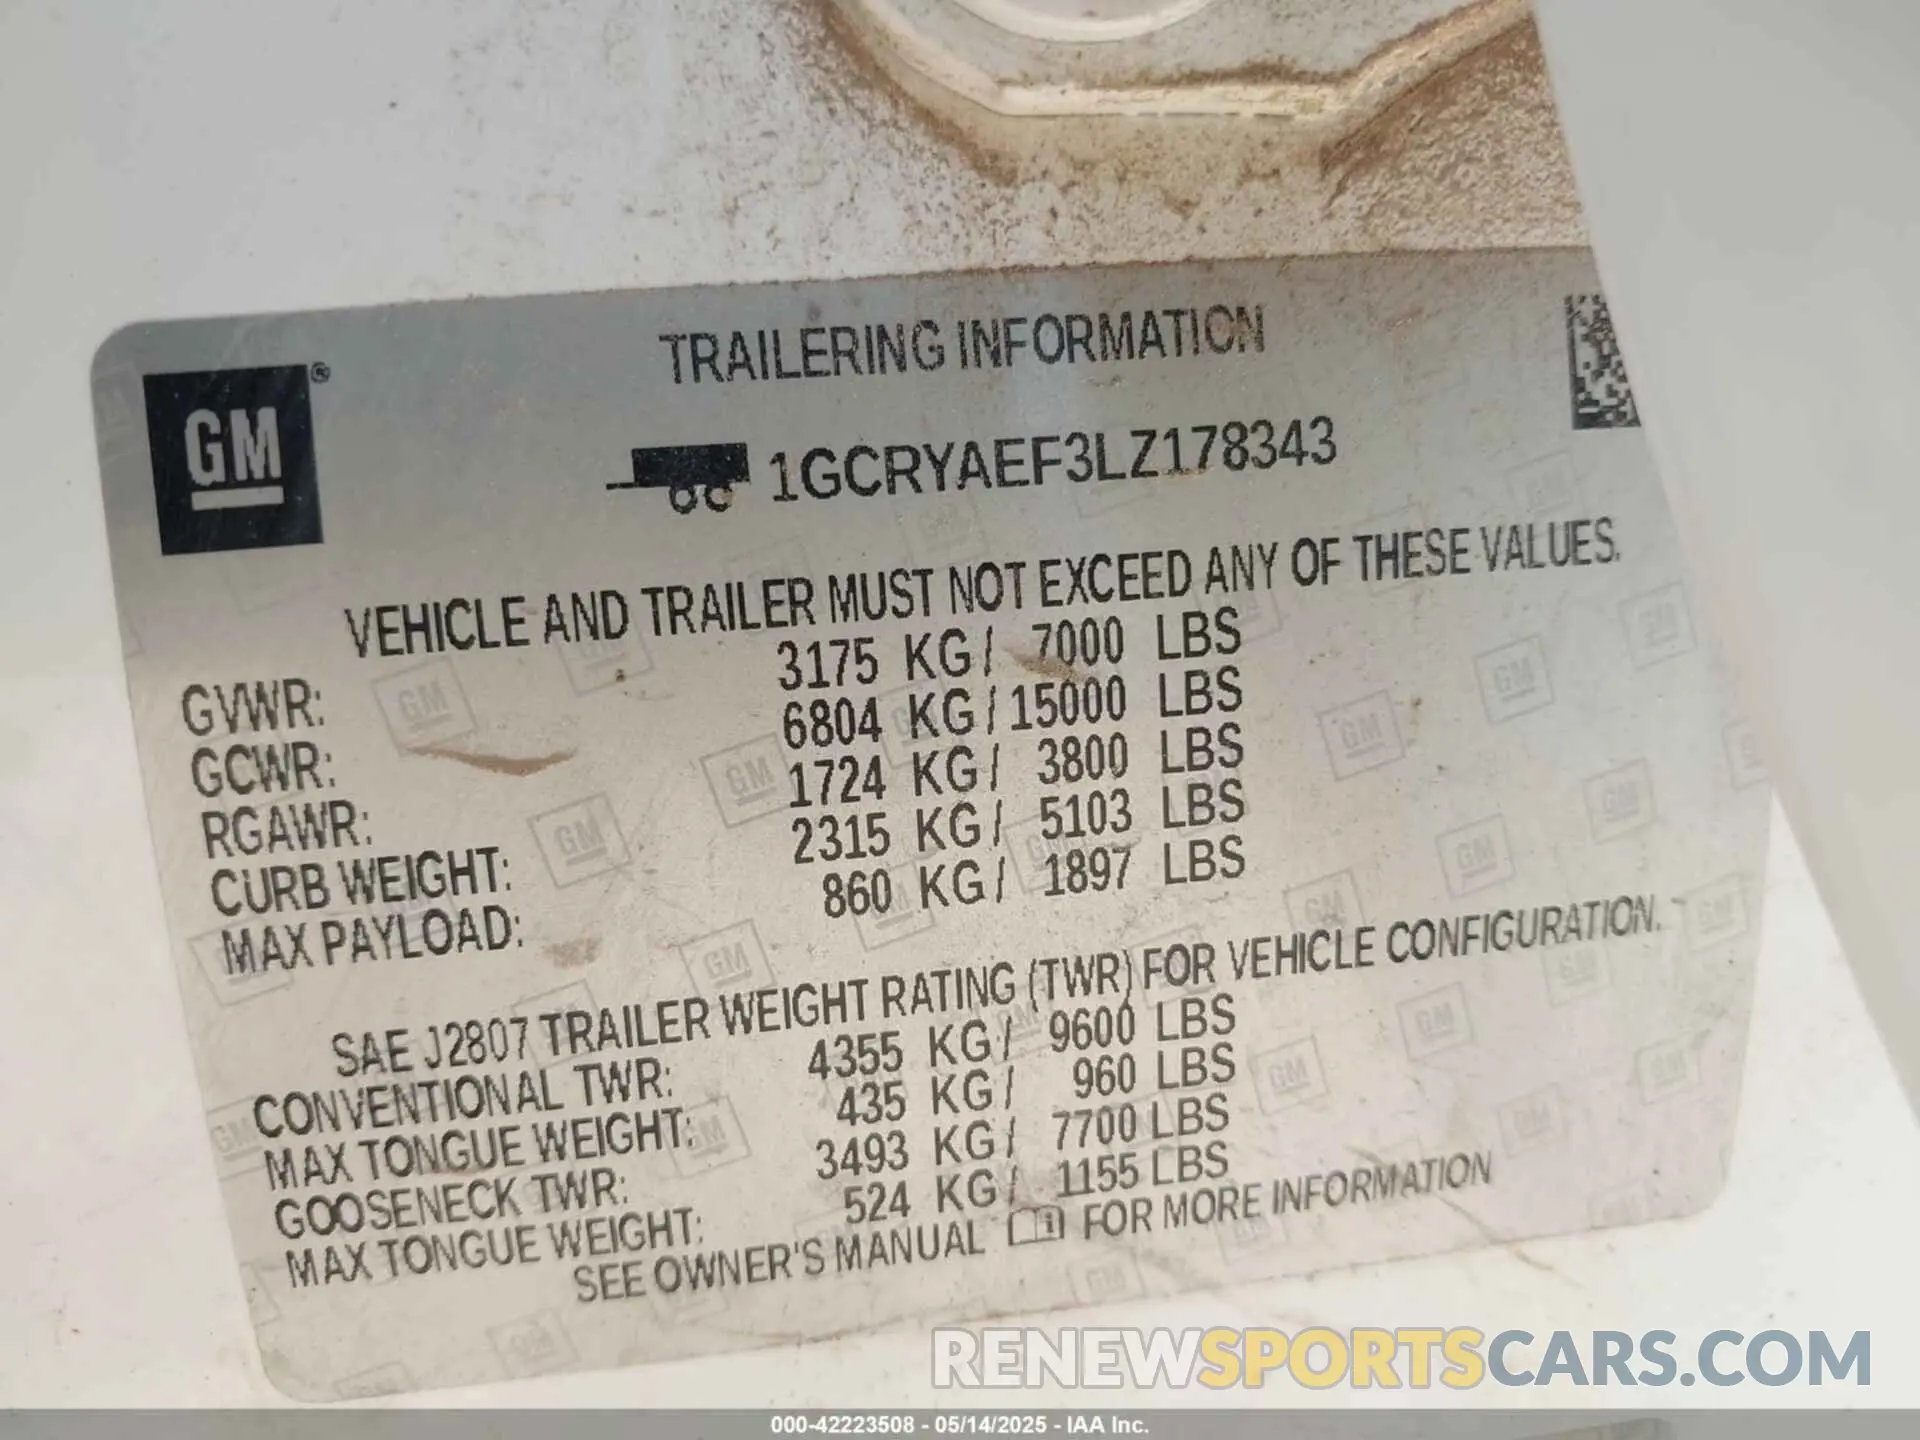 TRAILERING INFORMATION
GM®
1GCRYAEF3LZ178343
VEHICLE AND TRAILER MUST NOT EXCEED ANY OF THESE VALUES.
GVWR: 3175 KG / 7000 LBS
GCWR: 6804 KG / 15000 LBS
RGAWR: 1724 KG / 3800 LBS
CURB WEIGHT: 2315 KG / 5103 LBS
MAX PAYLOAD: 860 KG / 1897 LBS
SAE J2807 TRAILER WEIGHT RATING (TWR) FOR VEHICLE CONFIGURATION.
CONVENTIONAL TWR: 4355 KG / 9600 LBS
MAX TONGUE WEIGHT: 435 KG / 960 LBS
GOOSENECK TWR: 3493 KG / 7700 LBS
MAX TONGUE WEIGHT: 524 KG / 1155 LBS
SEE OWNER'S MANUAL FOR MORE INFORMATION
RENEWSPORTSCARS.COM
000-42223508 - 05/14/2025 - IAA Inc.